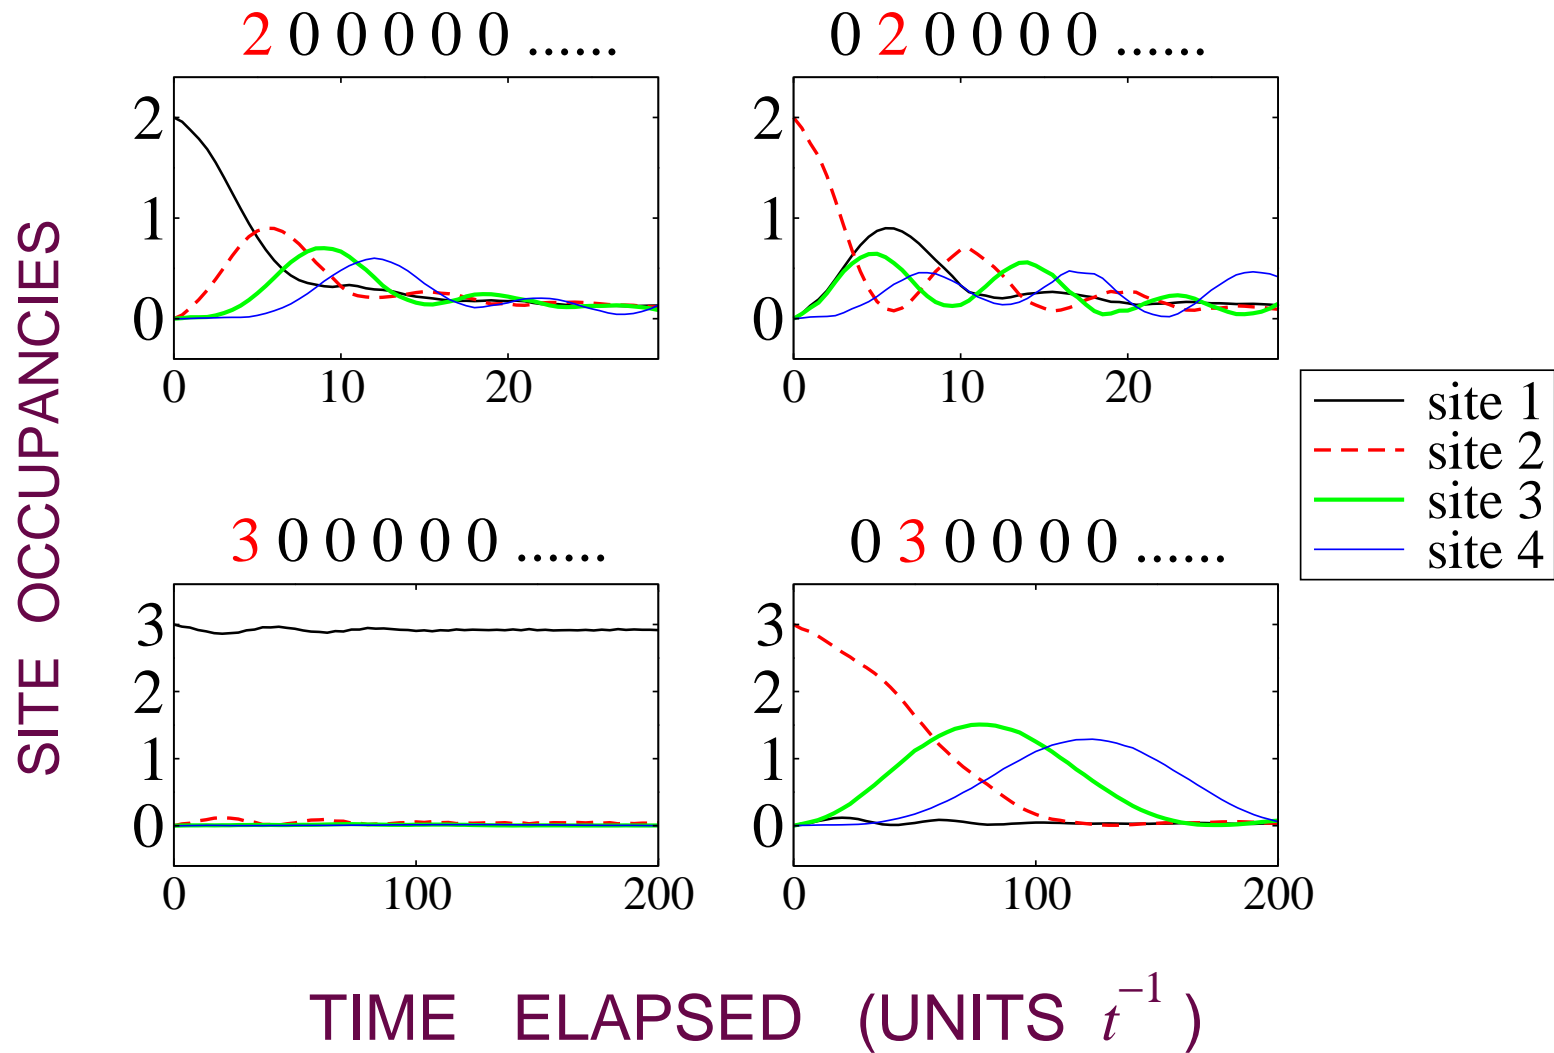 2 0 0 0 0 0 ......
0 2 0 0 0 0 ......
2
1
0
0 10 20
2
1
0
0 10 20
site 1
site 2
site 3
site 4
SITE OCCUPANCIES
3 0 0 0 0 0 ......
0 3 0 0 0 0 ......
3
2
1
0
0 100 200
3
2
1
0
0 100 200
TIME ELAPSED (UNITS t⁻¹ )